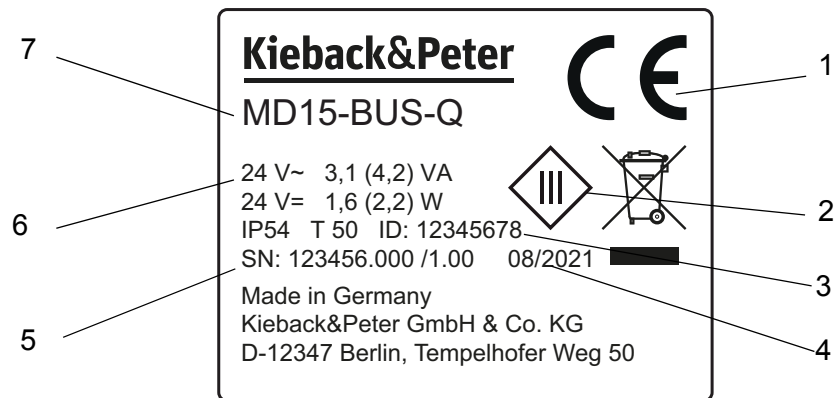 7
Kieback&Peter
CE
1
MD15-BUS-Q
24 V~ 3,1 (4,2) VA
III
6
24 V= 1,6 (2,2) W
2
IP54 T 50 ID: 12345678
SN: 123456.000 /1.00 08/2021
3
5
Made in Germany
Kieback&Peter GmbH & Co. KG
4
D-12347 Berlin, Tempelhofer Weg 50